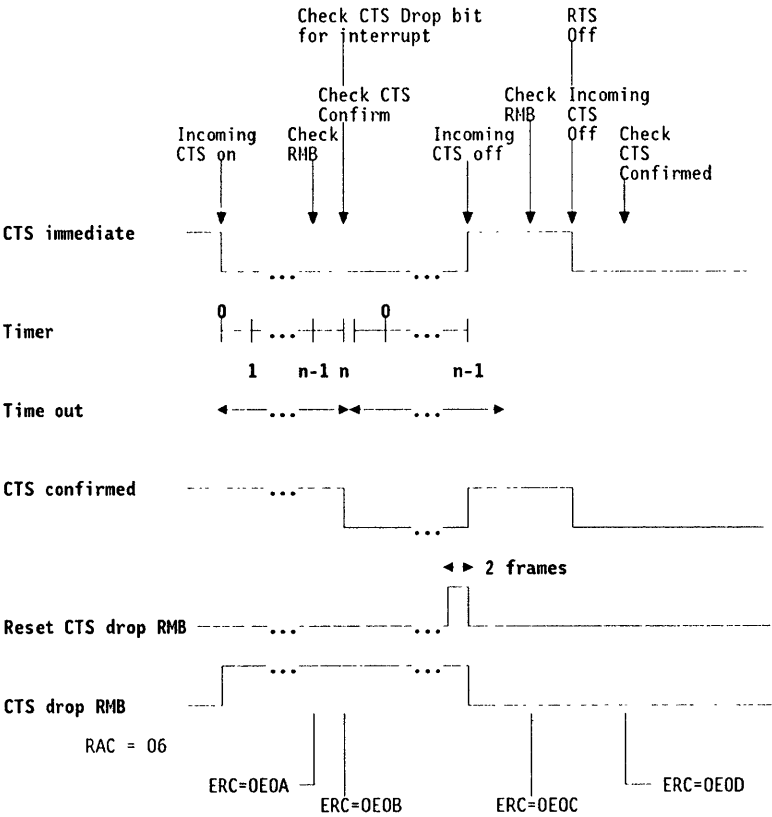 Check CTS Drop bit
for interrupt
RTS
Off
Check CTS
Confirm
Check Incoming
RMB CTS
Off
Incoming
CTS on
Check
RMB
Incoming
CTS off
Check
CTS
Confirmed
CTS immediate
... ...
0 0
Timer
... ...
1 n-1 n n-1
Time out
... ...
CTS confirmed
... ...
2 frames
Reset CTS drop RMB
... ...
... ...
CTS drop RMB
RAC = 06
ERC=0E0A
ERC=0E0B
ERC=0E0C
ERC=0E0D